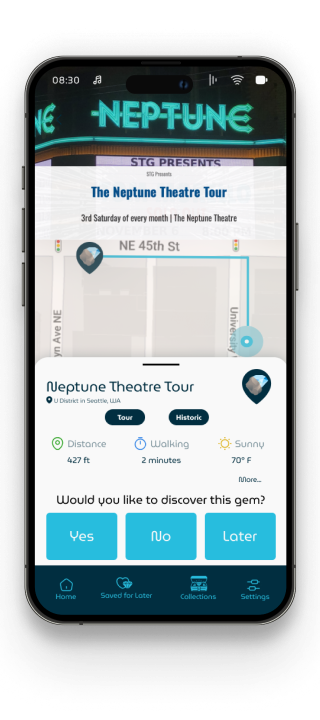 08:30
NE
NEPTUNE
STG PRESENTS
STG Presents
The Neptune Theatre Tour
3rd Saturday of every month | The Neptune Theatre
NE 45th St
yn Ave NE
University
Neptune Theatre Tour
U District in Seattle, WA
Tour
Historic
Distance
Walking
Sunny
427 ft
2 minutes
70° F
More...
Would you like to discover this gem?
Yes
No
Later
Home
Saved for Later
Collections
Settings